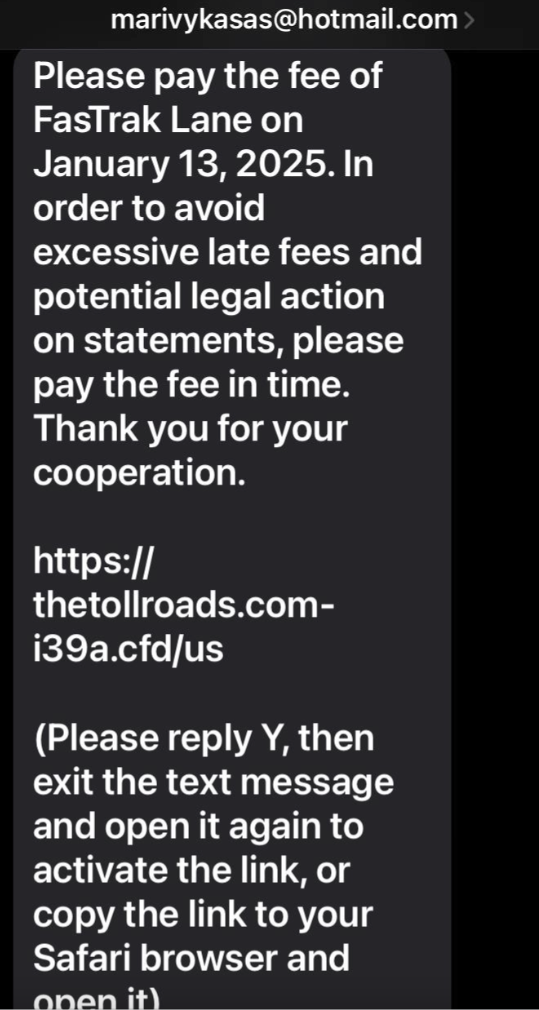 marivykasas@hotmail.com
Please pay the fee of
FasTrak Lane on
January 13, 2025. In
order to avoid
excessive late fees and
potential legal action
on statements, please
pay the fee in time.
Thank you for your
cooperation.
https://
thetollroads.com-
i39a.cfd/us
(Please reply Y, then
exit the text message
and open it again to
activate the link, or
copy the link to your
Safari browser and
open it)